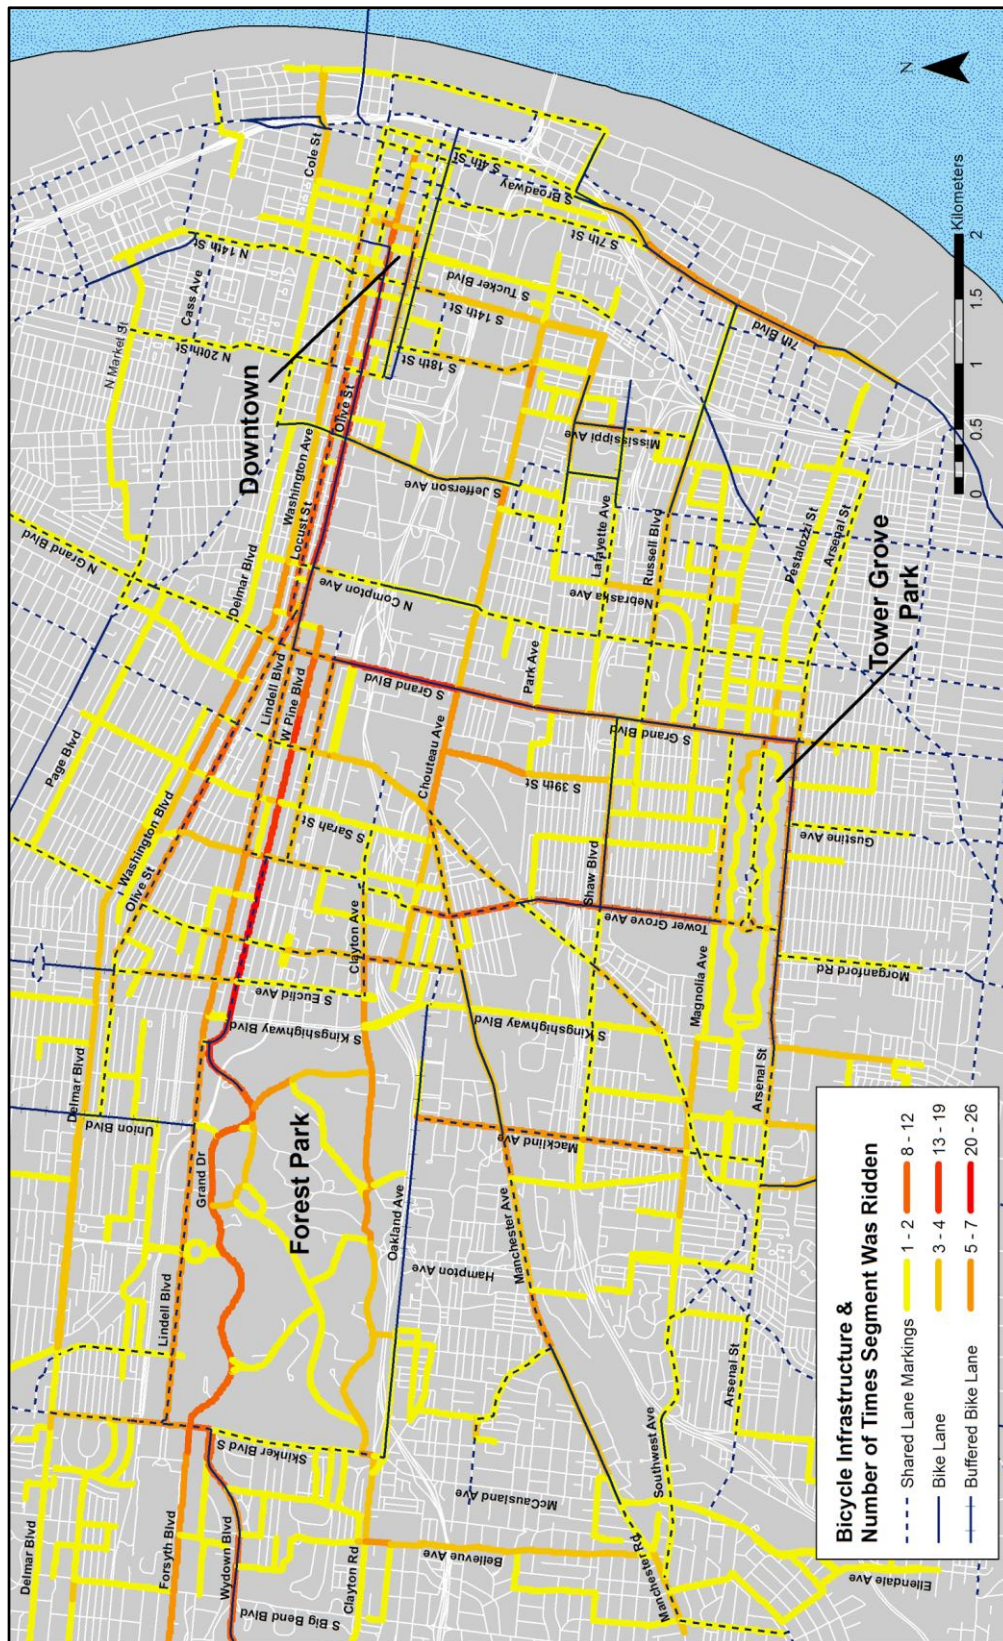 Delmar Blvd
Forsyth Blvd
Wydown Blvd
S Big Bend Blvd
Clayton Rd
Skinker Blvd S
Bellevue Ave
McCausland Ave
Manchester Rd
Ellendale Ave
Southwest Ave
Arsenal St
Lindell Blvd
Grand Dr
Forest Park
Oakland Ave
Hampton Ave
Manchester Ave
Macklind Ave
Delmar Blvd
Union Blvd
S Kingshighway Blvd
S Euclid Ave
S Kingshighway Blvd
Clayton Ave
Olive St
Washington Blvd
Page Blvd
S Sarah St
Lindell Blvd
W Pine Blvd
Chouteau Ave
S 39th St
Shaw Blvd
Tower Grove Ave
Magnolia Ave
Arsenal St
Morganford Rd
Gustine Ave
Tower Grove
Park
S Grand Blvd
S Grand Blvd
Park Ave
N Grand Blvd
Delmar Blvd
Washington Ave
Locust St
Olive St
N Compton Ave
S Jefferson Ave
Lafayette Ave
Nebraska Ave
Russell Blvd
Mississippi Ave
Pestalozzi St
Arsenal St
Downtown
N Market St
N 20th St
Cass Ave
N 14th St
Cole St
S 18th St
S 14th St
S Tucker Blvd
S 7th St
S Broadway
S 4th St
7th Blvd
N
Kilometers
0 0.5 1 1.5 2
Bicycle Infrastructure &
Number of Times Segment Was Ridden
Shared Lane Markings
Bike Lane
Buffered Bike Lane
1 - 2
3 - 4
5 - 7
8 - 12
13 - 19
20 - 26